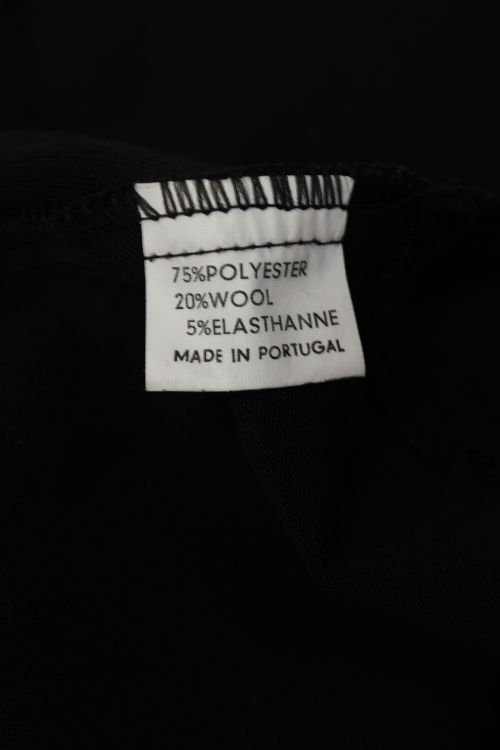 75%POLYESTER
20%WOOL
5%ELASTHANNE
MADE IN PORTUGAL